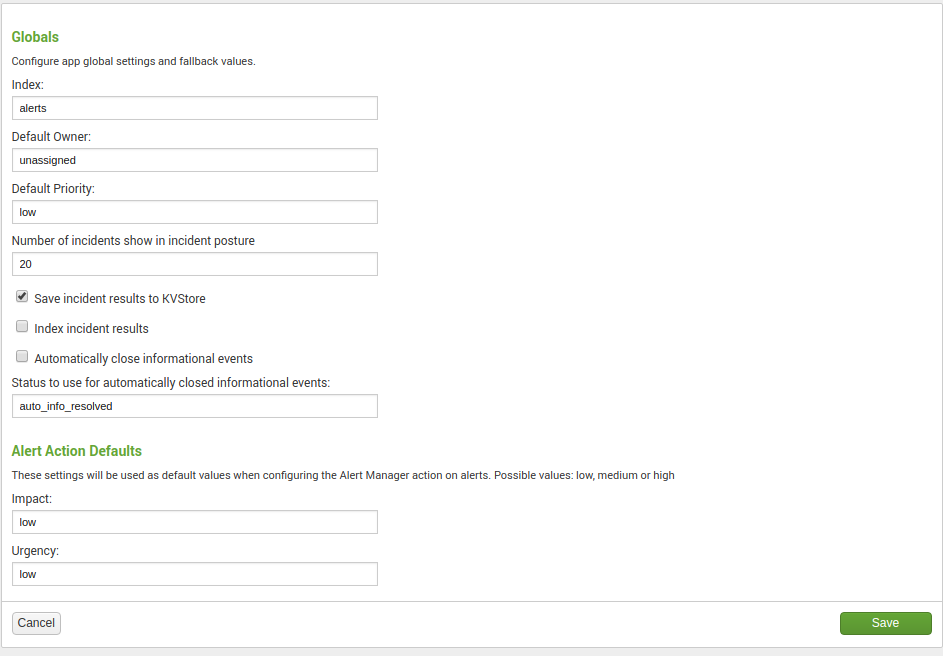 Globals
Configure app global settings and fallback values.
Index:
alerts
Default Owner:
unassigned
Default Priority:
low
Number of incidents show in incident posture
20
Save incident results to KVStore
Index incident results
Automatically close informational events
Status to use for automatically closed informational events:
auto_info_resolved
Alert Action Defaults
These settings will be used as default values when configuring the Alert Manager action on alerts. Possible values: low, medium or high
Impact:
low
Urgency:
low
Cancel Save